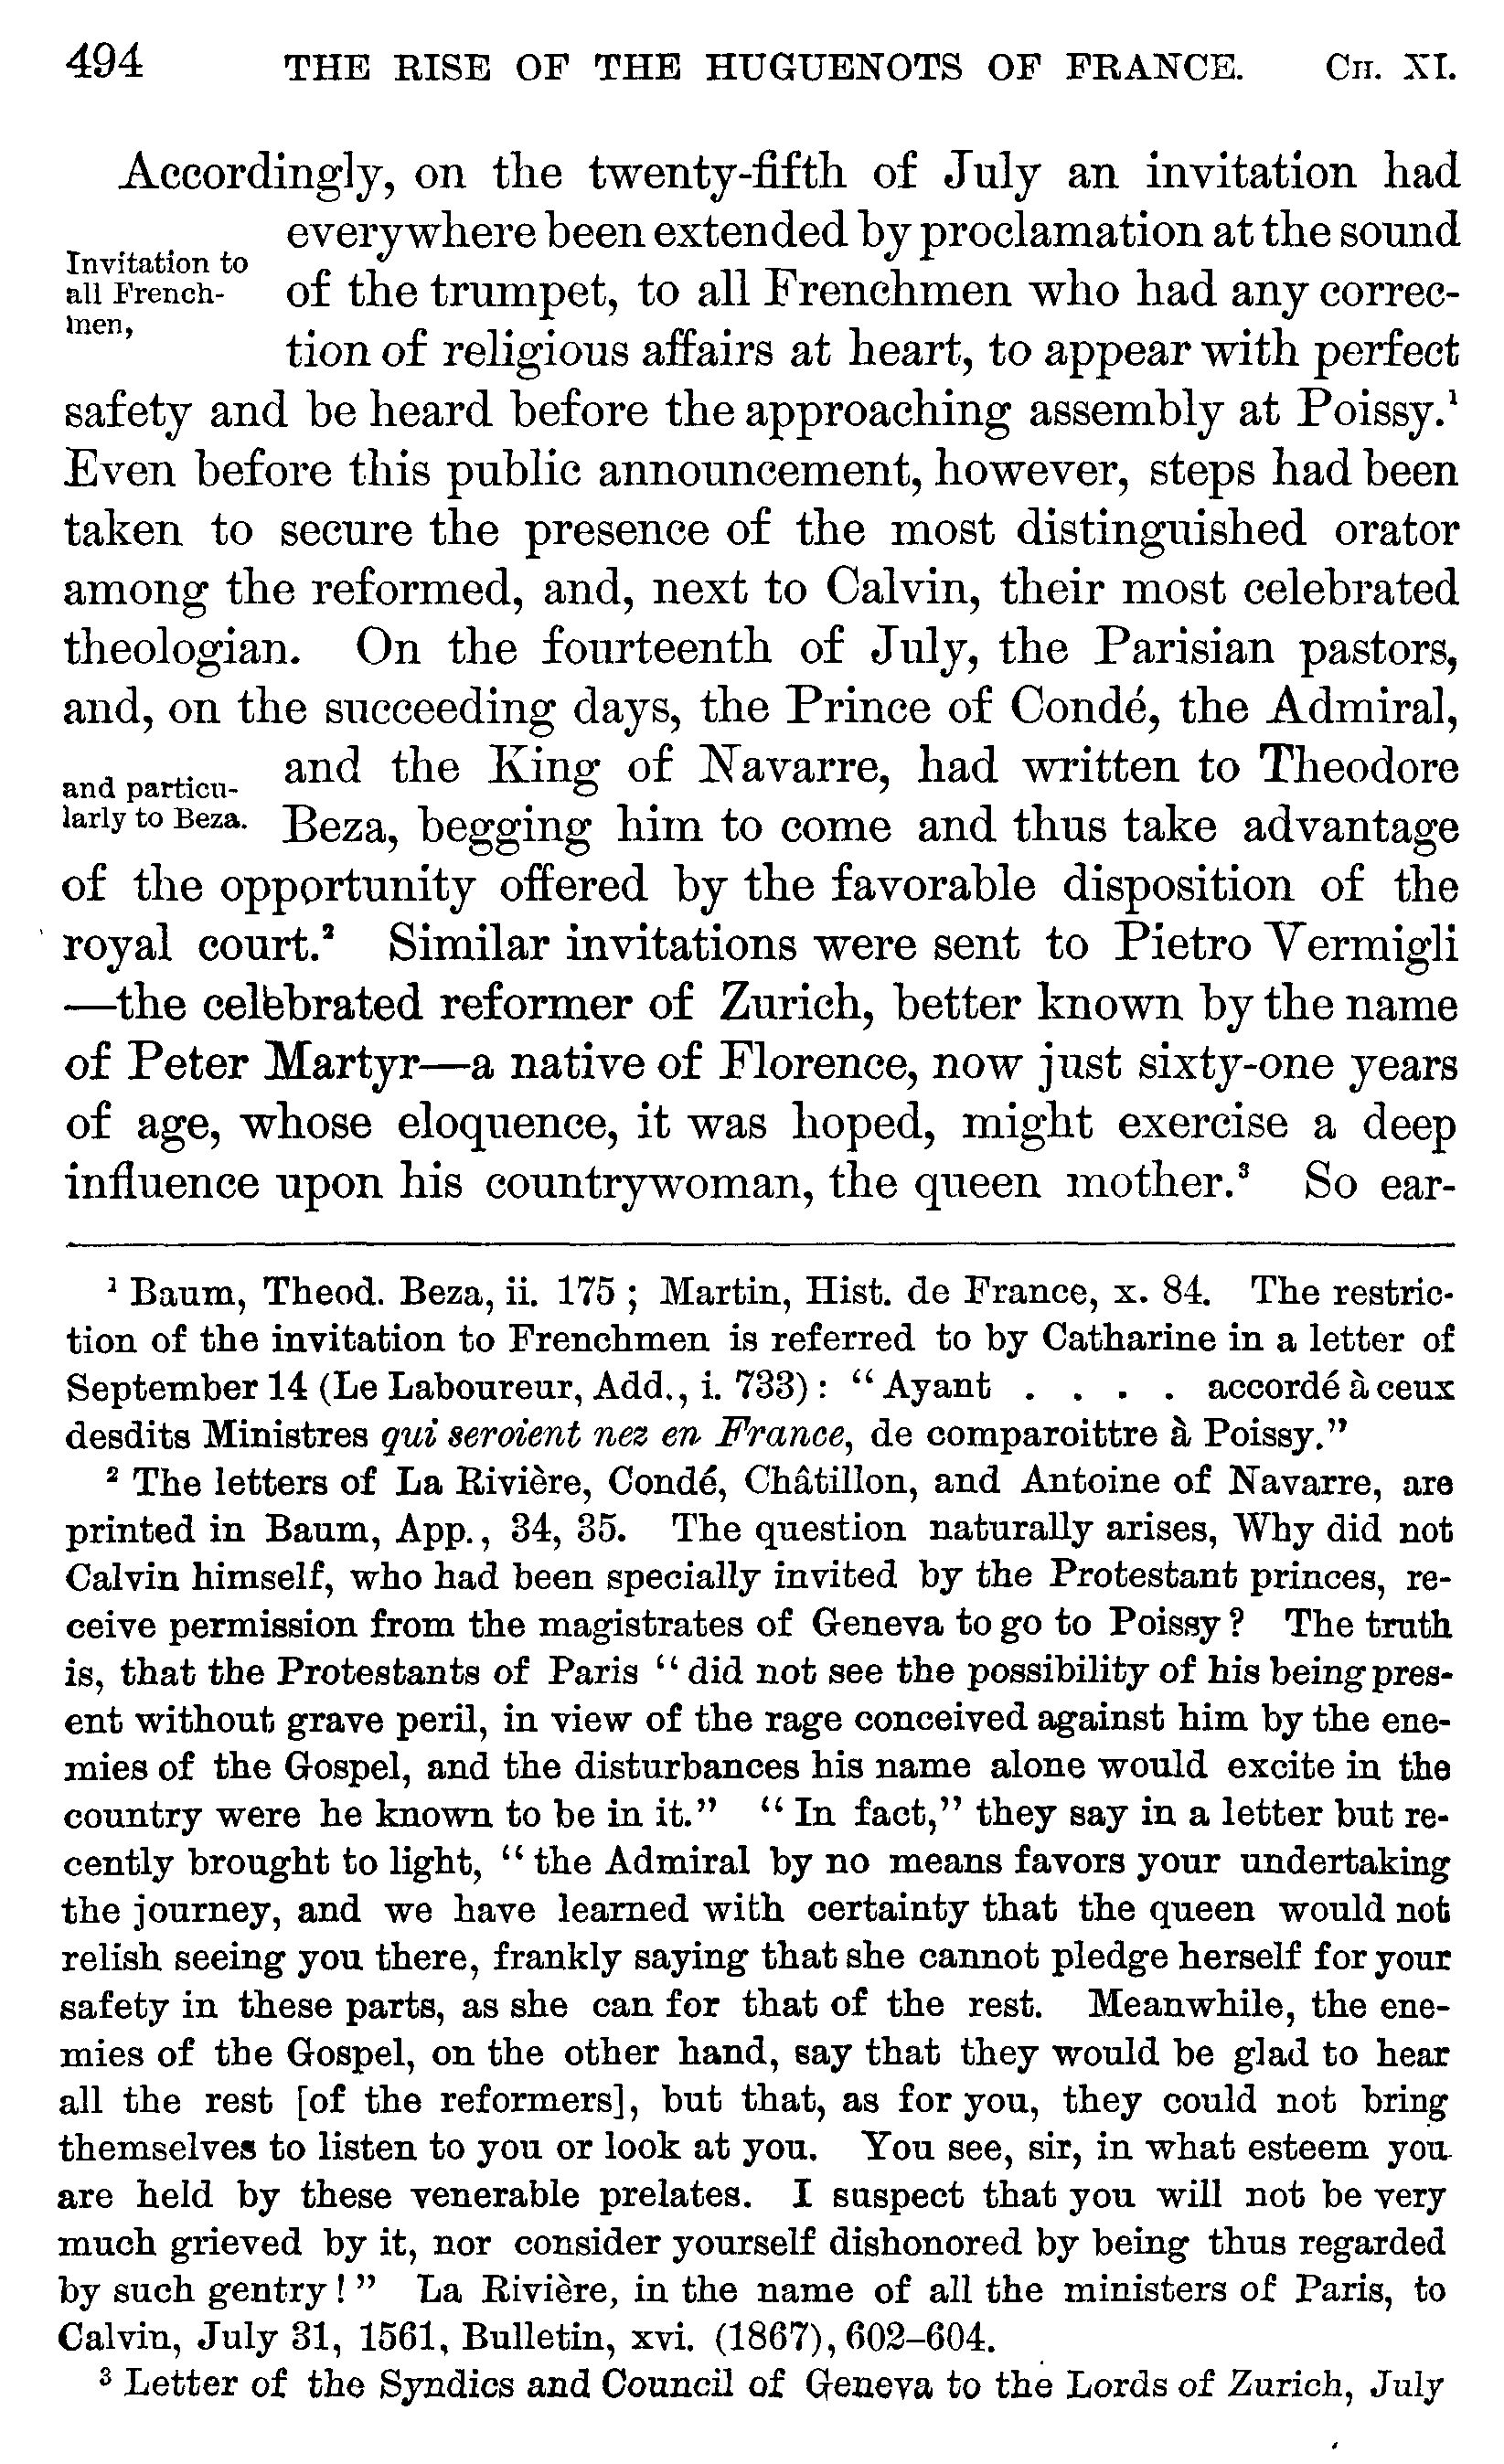 494 THE RISE OF THE HUGUENOTS OF FRANCE. CH. XI.
Accordingly, on the twenty-fifth of July an invitation had
everywhere been extended by proclamation at the sound
Invitation to
all French-
men,
of the trumpet, to all Frenchmen who had any correc-
tion of religious affairs at heart, to appear with perfect
safety and be heard before the approaching assembly at Poissy.¹
Even before this public announcement, however, steps had been
taken to secure the presence of the most distinguished orator
among the reformed, and, next to Calvin, their most celebrated
theologian. On the fourteenth of July, the Parisian pastors,
and, on the succeeding days, the Prince of Condé, the Admiral,
and particu-
larly to Beza.
and the King of Navarre, had written to Theodore
Beza, begging him to come and thus take advantage
of the opportunity offered by the favorable disposition of the
royal court.² Similar invitations were sent to Pietro Vermigli
—the celebrated reformer of Zurich, better known by the name
of Peter Martyr—a native of Florence, now just sixty-one years
of age, whose eloquence, it was hoped, might exercise a deep
influence upon his countrywoman, the queen mother.³ So ear-
¹ Baum, Theod. Beza, ii. 175 ; Martin, Hist. de France, x. 84. The restric-
tion of the invitation to Frenchmen is referred to by Catharine in a letter of
September 14 (Le Laboureur, Add., i. 733) : “ Ayant . . . . accordé à ceux
desdits Ministres qui seroient nez en France, de comparoittre à Poissy.”
² The letters of La Rivière, Condé, Châtillon, and Antoine of Navarre, are
printed in Baum, App., 34, 35. The question naturally arises, Why did not
Calvin himself, who had been specially invited by the Protestant princes, re-
ceive permission from the magistrates of Geneva to go to Poissy ? The truth
is, that the Protestants of Paris “ did not see the possibility of his being pres-
ent without grave peril, in view of the rage conceived against him by the ene-
mies of the Gospel, and the disturbances his name alone would excite in the
country were he known to be in it.” “ In fact,” they say in a letter but re-
cently brought to light, “ the Admiral by no means favors your undertaking
the journey, and we have learned with certainty that the queen would not
relish seeing you there, frankly saying that she cannot pledge herself for your
safety in these parts, as she can for that of the rest. Meanwhile, the ene-
mies of the Gospel, on the other hand, say that they would be glad to hear
all the rest [of the reformers], but that, as for you, they could not bring
themselves to listen to you or look at you. You see, sir, in what esteem you
are held by these venerable prelates. I suspect that you will not be very
much grieved by it, nor consider yourself dishonored by being thus regarded
by such gentry ! ” La Rivière, in the name of all the ministers of Paris, to
Calvin, July 31, 1561, Bulletin, xvi. (1867), 602–604.
³ Letter of the Syndics and Council of Geneva to the Lords of Zurich, July